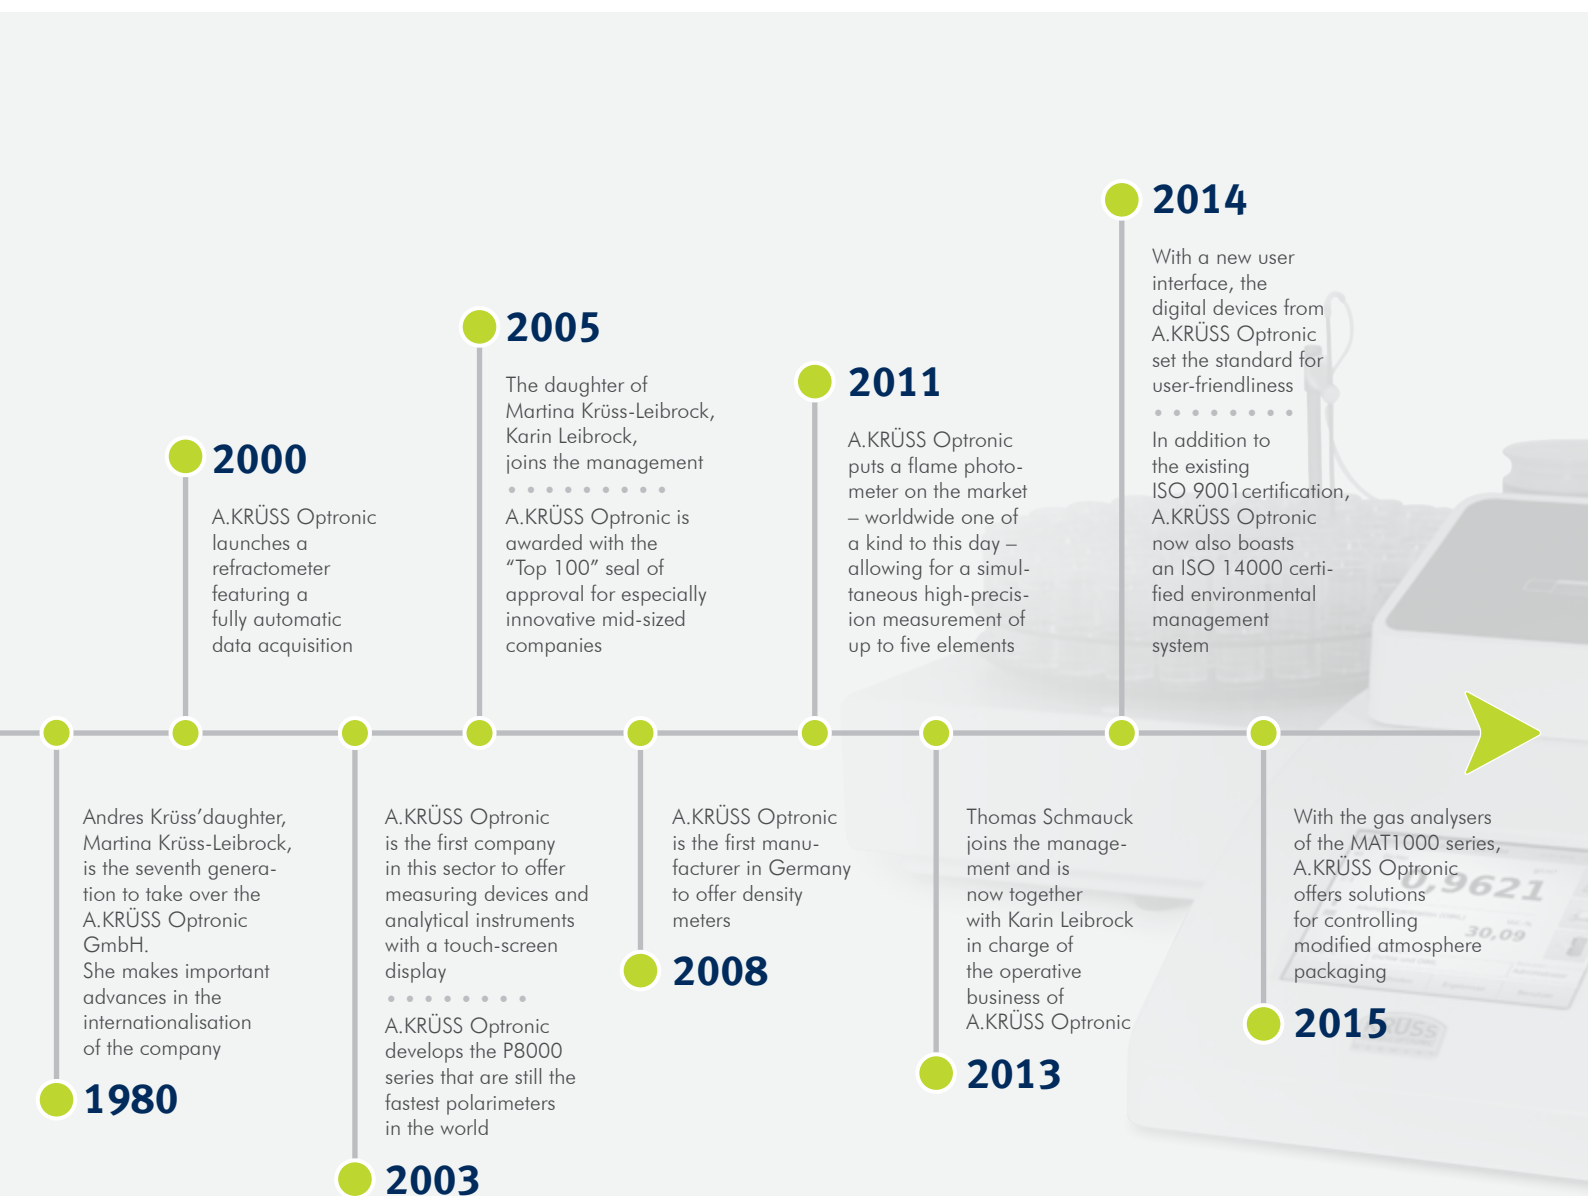 1980
Andres Krüss’daughter,
Martina Krüss-Leibrock,
is the seventh genera-
tion to take over the
A.KRÜSS Optronic
GmbH.
She makes important
advances in the
internationalisation
of the company
2000
A.KRÜSS Optronic
launches a
refractometer
featuring a
fully automatic
data acquisition
2003
A.KRÜSS Optronic
is the first company
in this sector to offer
measuring devices and
analytical instruments
with a touch-screen
display
A.KRÜSS Optronic
develops the P8000
series that are still the
fastest polarimeters
in the world
2005
The daughter of
Martina Krüss-Leibrock,
Karin Leibrock,
joins the management
A.KRÜSS Optronic is
awarded with the
“Top 100” seal of
approval for especially
innovative mid-sized
companies
2008
A.KRÜSS Optronic
is the first manu-
facturer in Germany
to offer density
meters
2011
A.KRÜSS Optronic
puts a flame photo-
meter on the market
– worldwide one of
a kind to this day –
allowing for a simul-
taneous high-precis-
ion measurement of
up to five elements
2013
Thomas Schmauck
joins the manage-
ment and is
now together
with Karin Leibrock
in charge of
the operative
business of
A.KRÜSS Optronic
2014
With a new user
interface, the
digital devices from
A.KRÜSS Optronic
set the standard for
user-friendliness
In addition to
the existing
ISO 9001certification,
A.KRÜSS Optronic
now also boasts
an ISO 14000 certi-
fied environmental
management
system
2015
With the gas analysers
of the MAT1000 series,
A.KRÜSS Optronic
offers solutions
for controlling
modified atmosphere
packaging
0,9621
30,09
KRÜSS